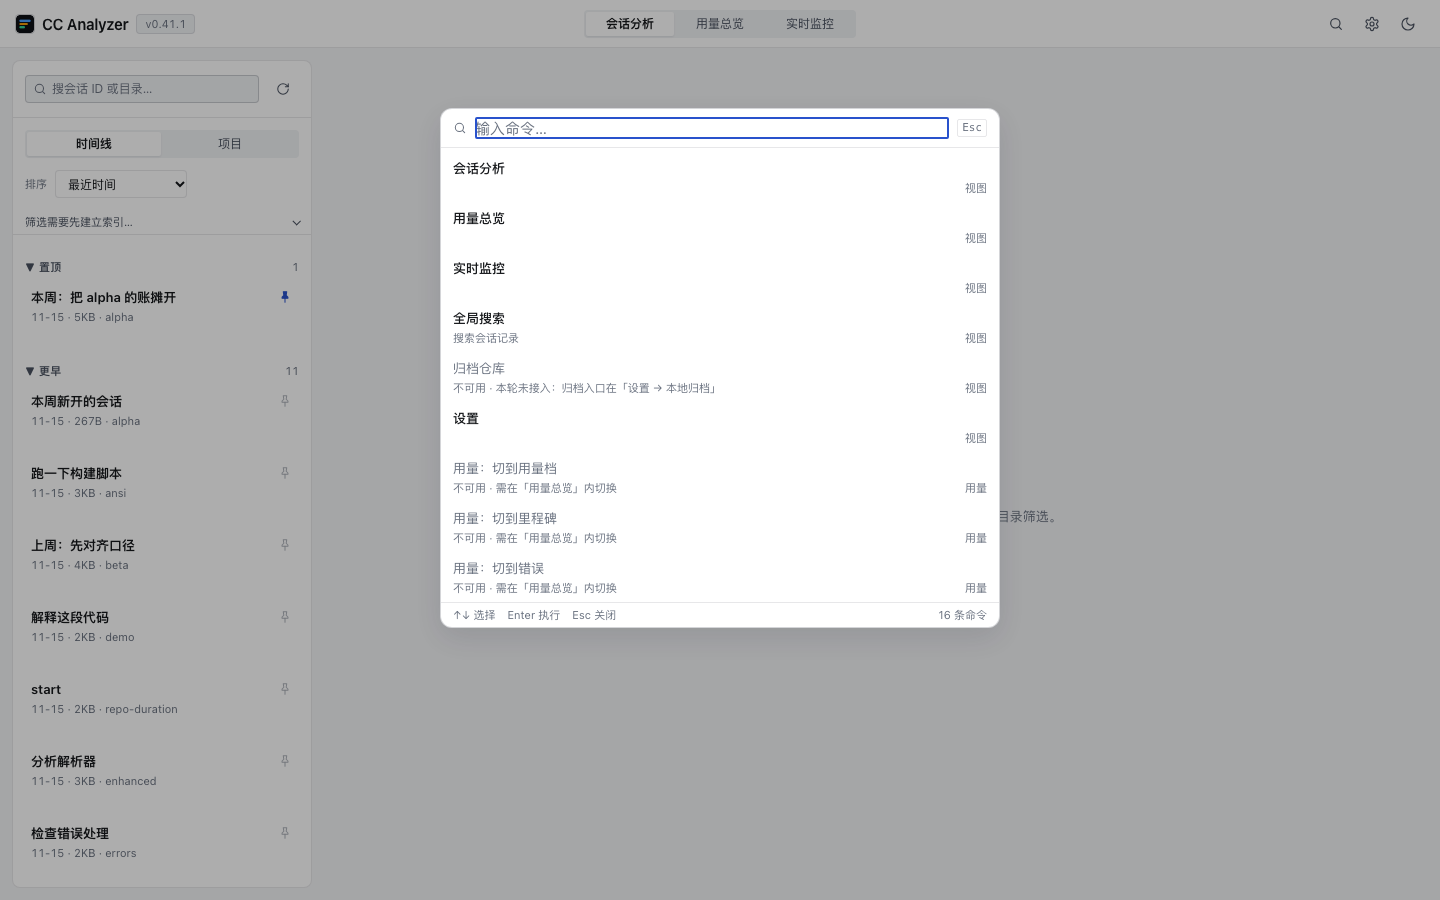 CC Analyzer v0.41.1
会话分析 用量总览 实时监控
搜会话 ID 或目录...
时间线 项目
排序 最近时间
筛选需要先建立索引...
置顶 1
本周：把 alpha 的账摊开
11-15 · 5KB · alpha
更早 11
本周新开的会话
11-15 · 267B · alpha
跑一下构建脚本
11-15 · 3KB · ansi
上周：先对齐口径
11-15 · 4KB · beta
解释这段代码
11-15 · 2KB · demo
start
11-15 · 2KB · repo-duration
分析解析器
11-15 · 3KB · enhanced
检查错误处理
11-15 · 2KB · errors
输入命令... Esc
会话分析
视图
用量总览
视图
实时监控
视图
全局搜索
搜索会话记录 视图
归档仓库
不可用 · 本轮未接入：归档入口在「设置 → 本地归档」 视图
设置
视图
用量：切到用量档
不可用 · 需在「用量总览」内切换 用量
用量：切到里程碑
不可用 · 需在「用量总览」内切换 用量
用量：切到错误
不可用 · 需在「用量总览」内切换 用量
↑↓ 选择 Enter 执行 Esc 关闭 16 条命令
目录筛选。